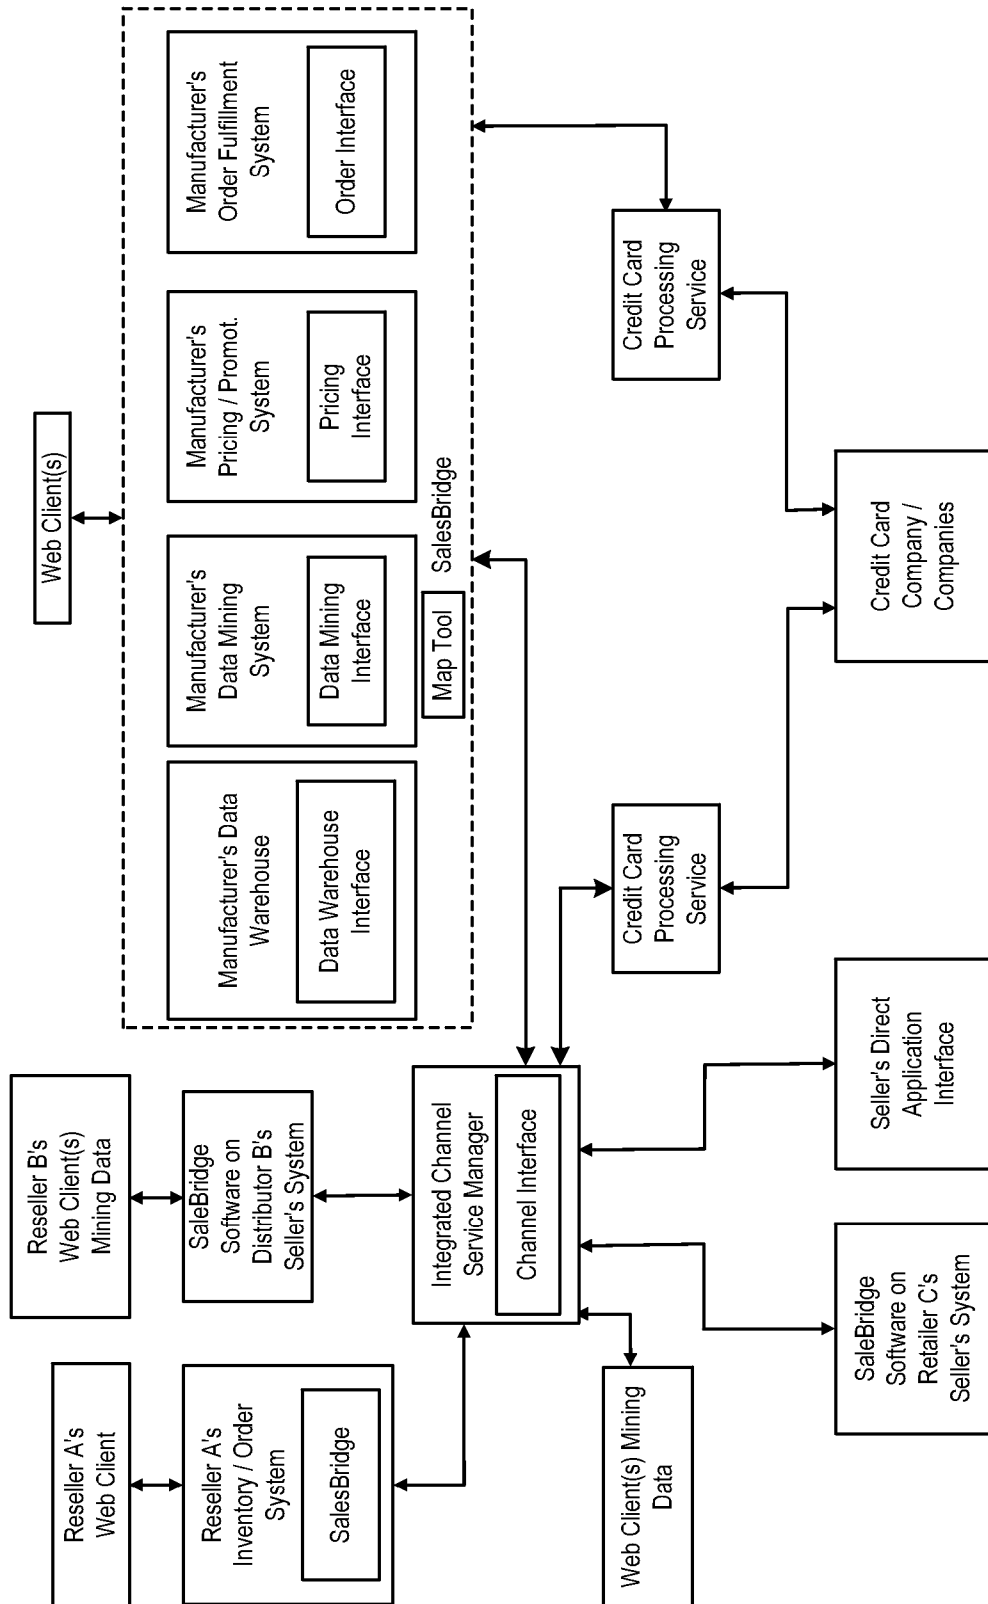 Reseller A's
Web Client
Reseller B's
Web Client(s)
Mining Data
Web Client(s)
Reseller A's
Inventory / Order
System
SalesBridge
SaleBridge
Software on
Distributor B's
Seller's System
Manufacturer's Data
Warehouse
Data Warehouse
Interface
Manufacturer's
Data Mining
System
Data Mining
Interface
Manufacturer's
Pricing / Promot.
System
Pricing
Interface
Manufacturer's
Order Fulfillment
System
Order Interface
Map Tool
SalesBridge
Integrated Channel
Service Manager
Channel Interface
Web Client(s) Mining
Data
Credit Card
Processing
Service
Credit Card
Processing
Service
SaleBridge
Software on
Retailer C's
Seller's System
Seller's Direct
Application
Interface
Credit Card
Company /
Companies